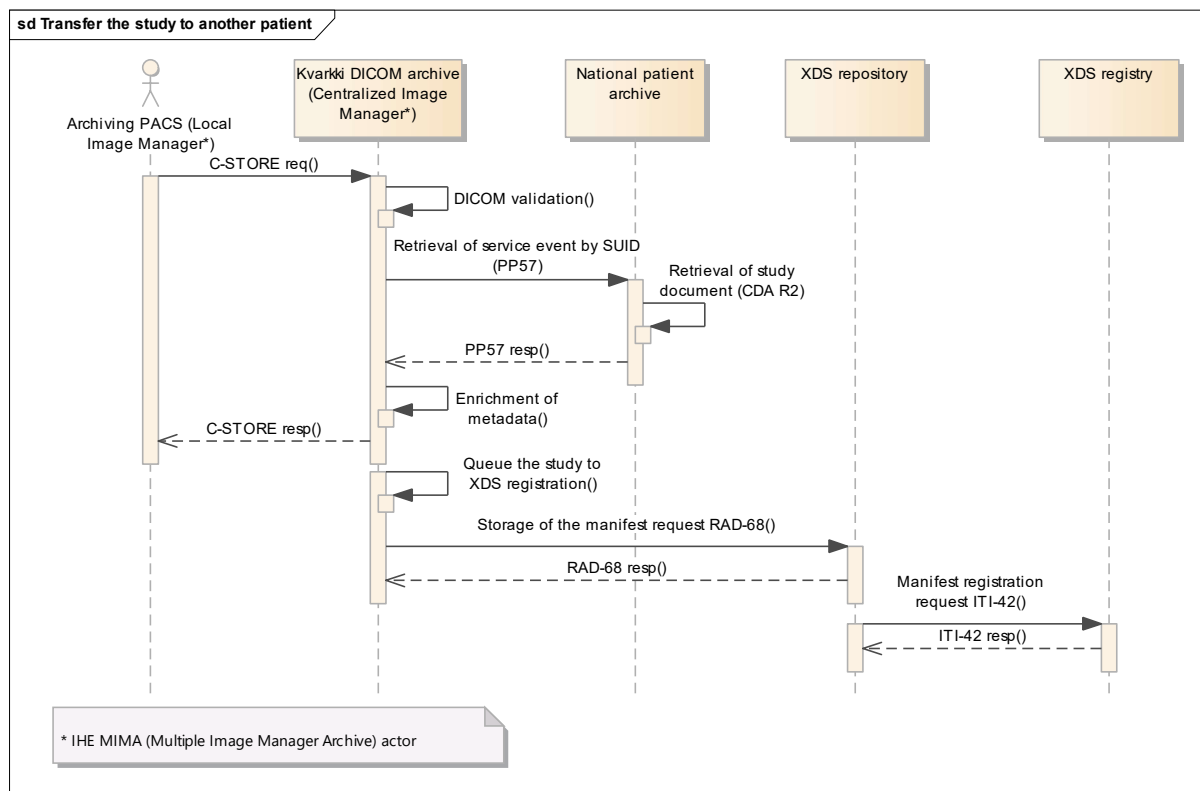 sd Transfer the study to another patient
Archiving PACS (Local
Image Manager*)
Kvarkki DICOM archive
(Centralized Image
Manager*)
National patient
archive
XDS repository
XDS registry
C-STORE req()
DICOM validation()
Retrieval of service event by SUID
(PP57)
Retrieval of study
document (CDA R2)
PP57 resp()
Enrichment of
metadata()
C-STORE resp()
Queue the study to
XDS registration()
Storage of the manifest request RAD-68()
RAD-68 resp()
Manifest registration
request ITI-42()
ITI-42 resp()
* IHE MIMA (Multiple Image Manager Archive) actor